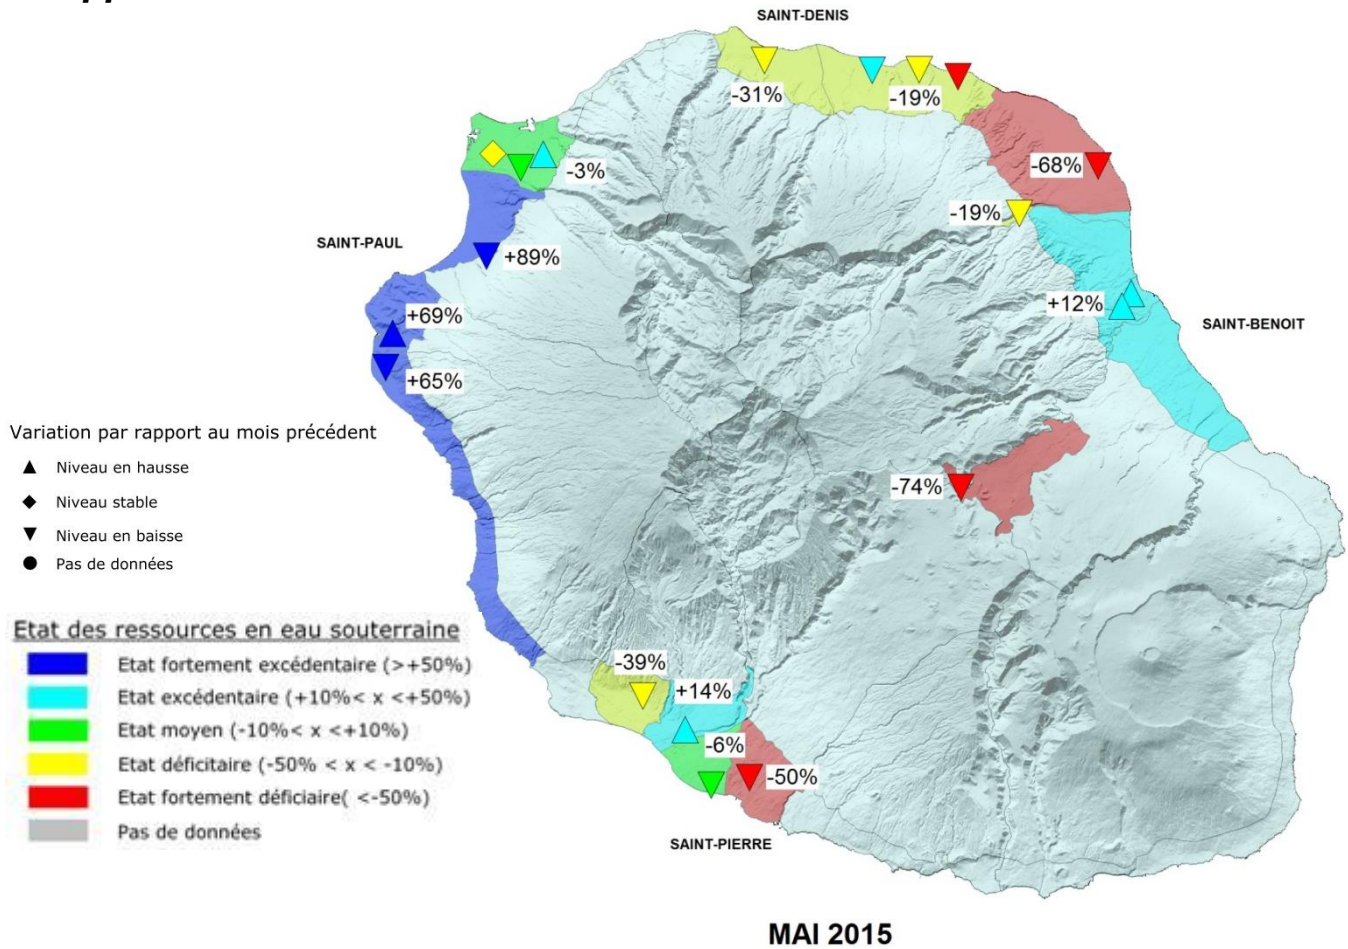 SAINT-DENIS
-31%
-19%
-68%
-3%
-19%
SAINT-PAUL
+89%
+12%
SAINT-BENOIT
+69%
+65%
Variation par rapport au mois précédent
Niveau en hausse
Niveau stable
Niveau en baisse
Pas de données
-74%
Etat des ressources en eau souterraine
Etat fortement excédentaire (>+50%)
Etat excédentaire (+10%< x <+50%)
Etat moyen (-10%< x <+10%)
Etat déficitaire (-50% < x < -10%)
Etat fortement déficiaire( <-50%)
Pas de données
-39%
+14%
-6%
-50%
SAINT-PIERRE
MAI 2015